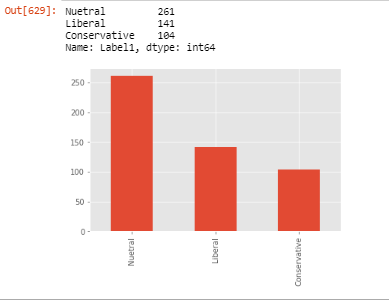 Out[629]: Nuetral 261
Liberal 141
Conservative 104
Name: Label1, dtype: int64
250
200
150
100
50
0
Nuetral
Liberal
Conservative